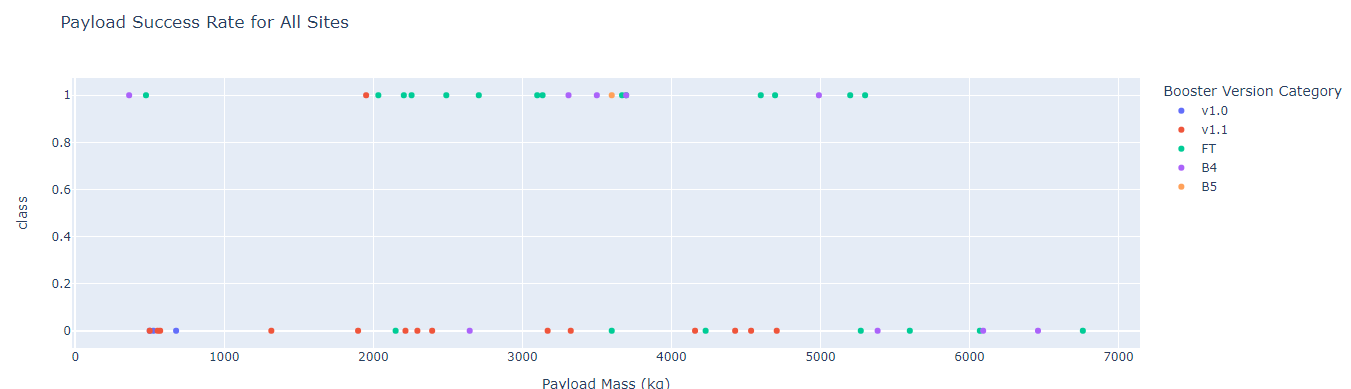 Payload Success Rate for All Sites
Booster Version Category
v1.0
v1.1
FT
B4
B5
class
1
0.8
0.6
0.4
0.2
0
0 1000 2000 3000 4000 5000 6000 7000
Payload Mass (kg)